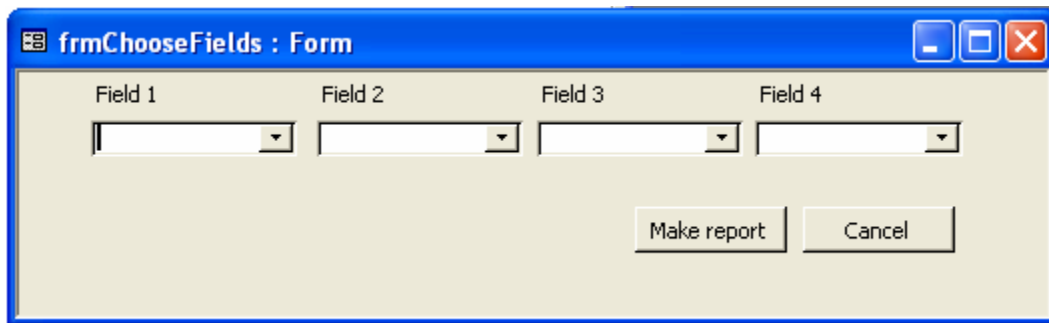 frmChooseFields : Form
Field 1 Field 2 Field 3 Field 4
Make report Cancel